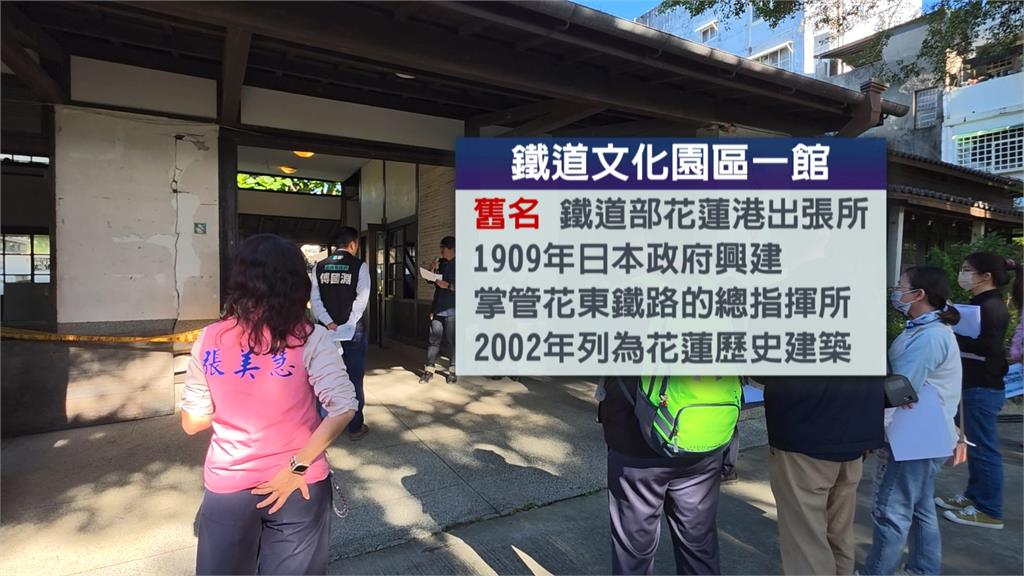 鐵道文化園區一館
舊名 鐵道部花蓮港出張所
1909年日本政府興建
掌管花東鐵路的總指揮所
2002年列為花蓮歷史建築
傅國淵
張美慧